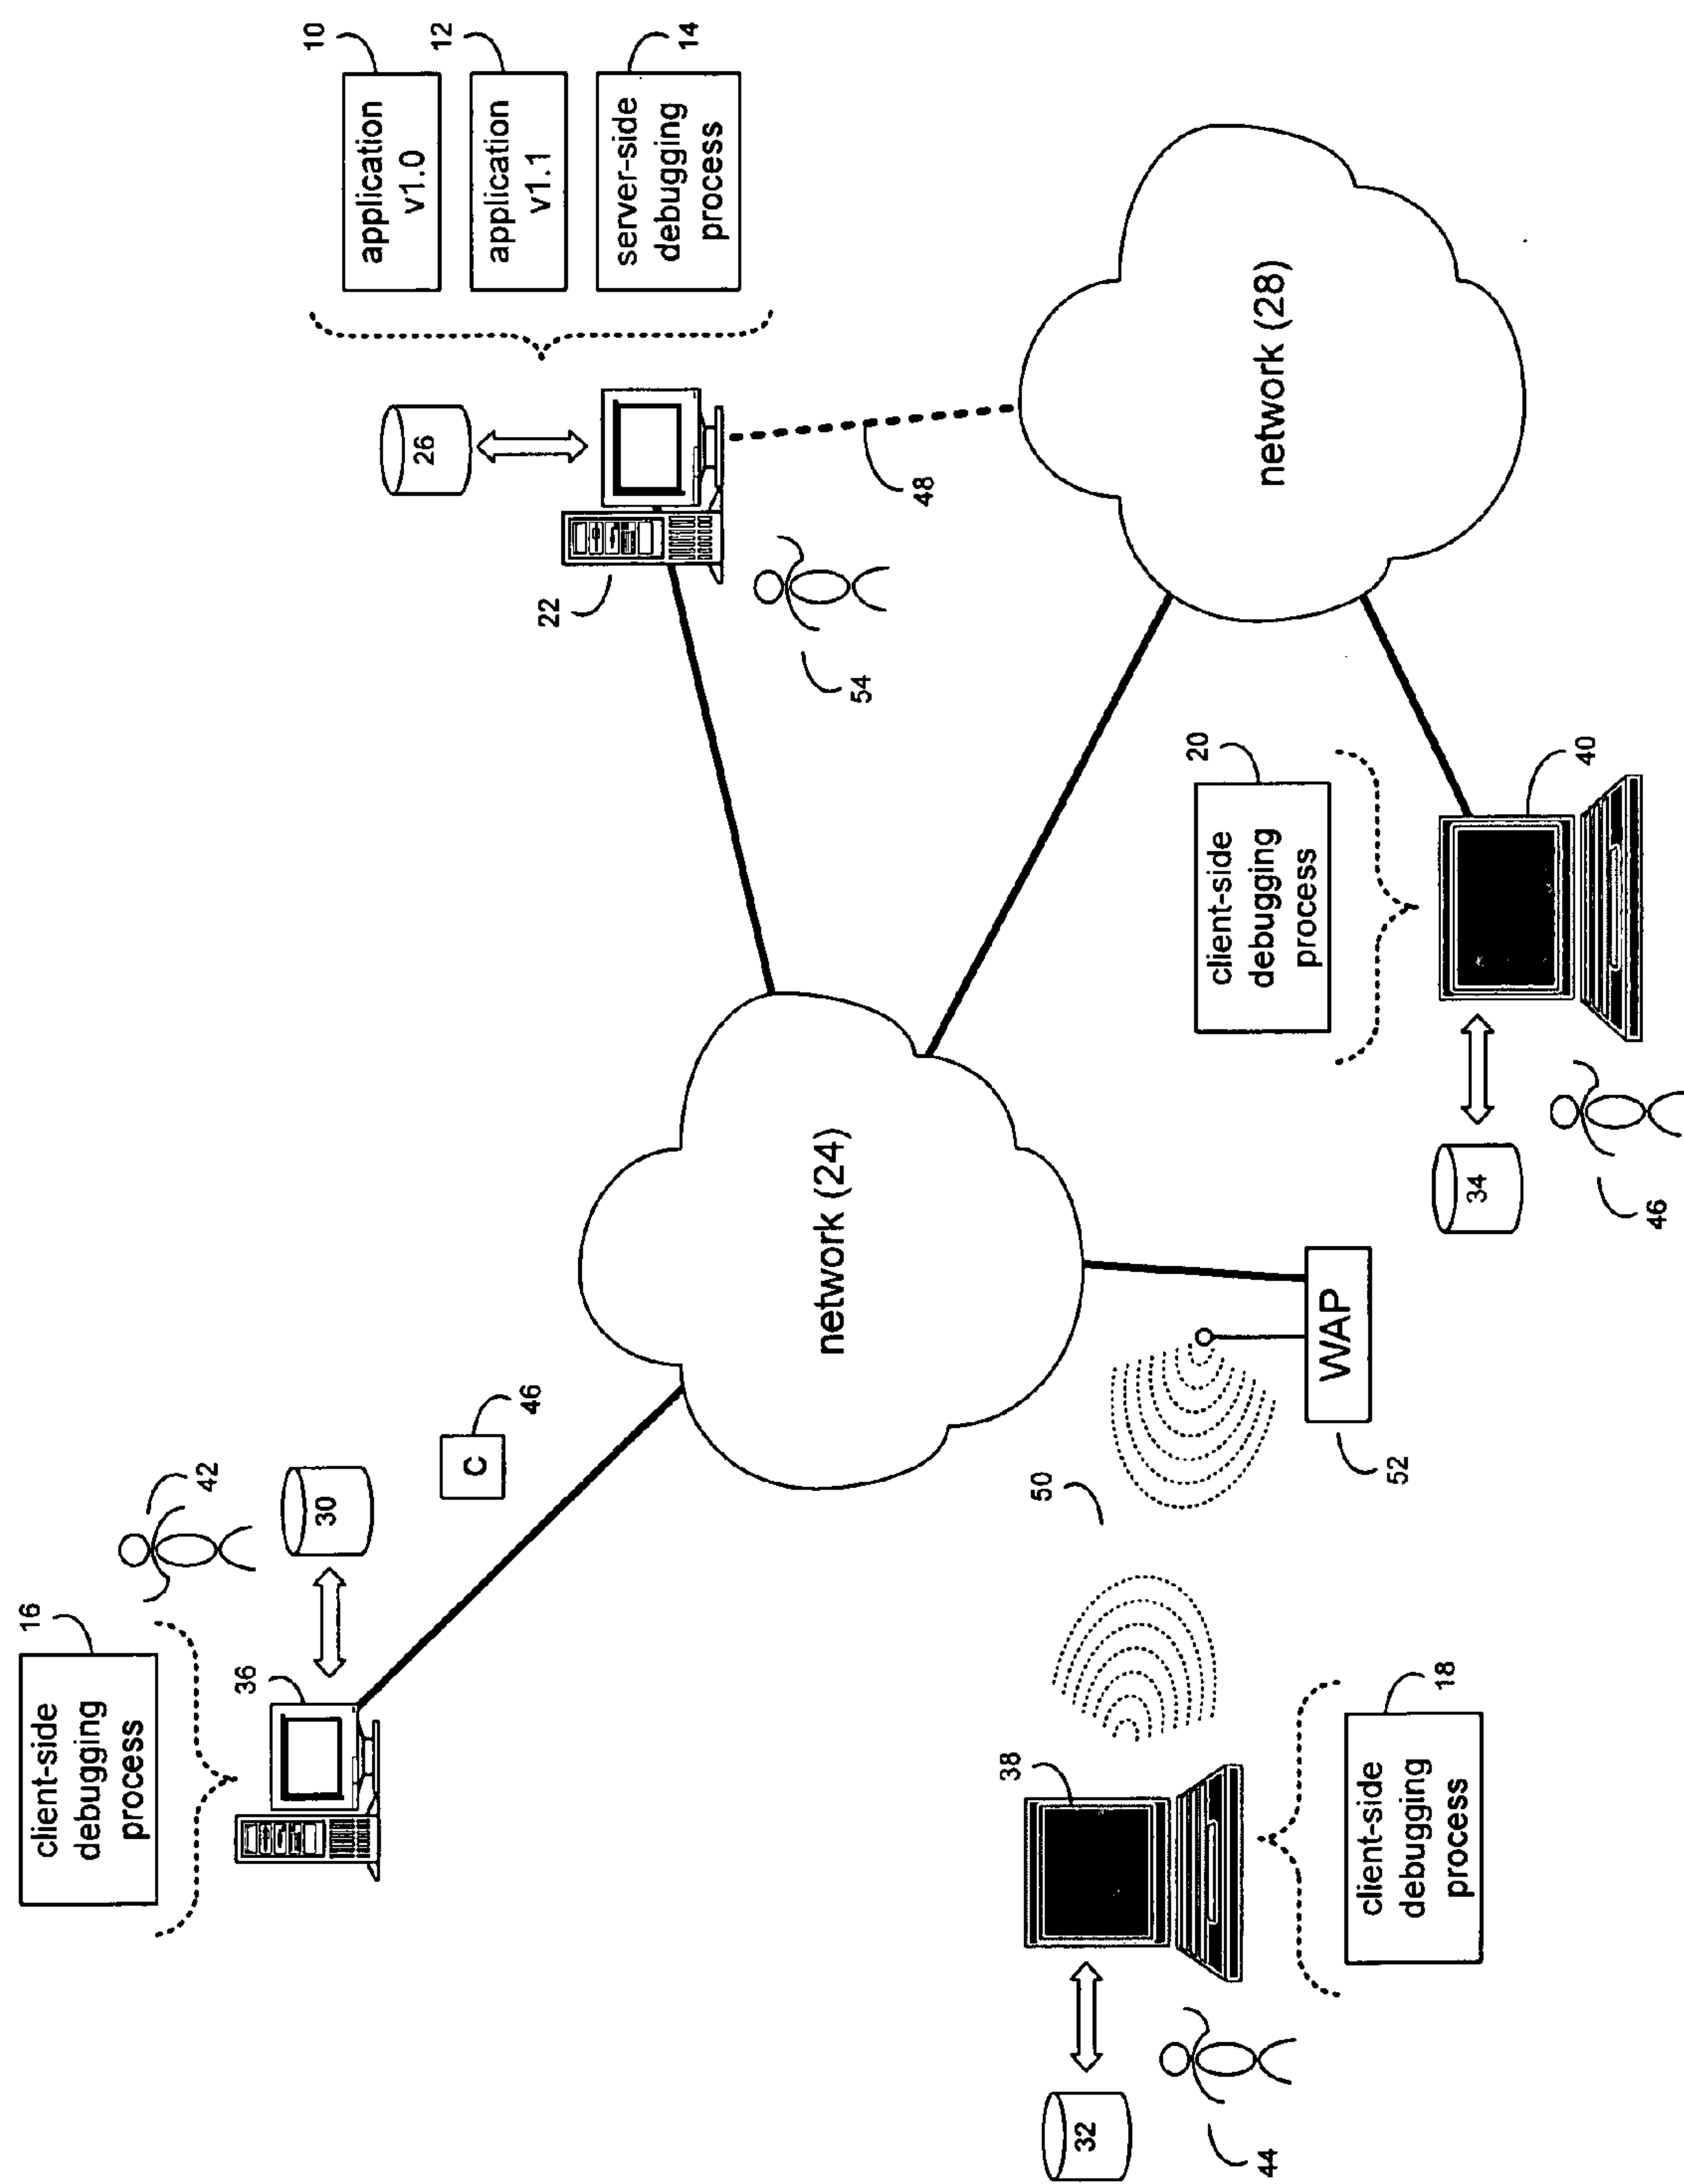 16
client-side
debugging
process
42
36
30
10
application
v1.0
12
application
v1.1
14
server-side
debugging
process
26
C
46
22
54
48
network (24)
38
50
32
44
20
client-side
debugging
process
network (28)
WAP
52
client-side
debugging
process
18
34
40
46